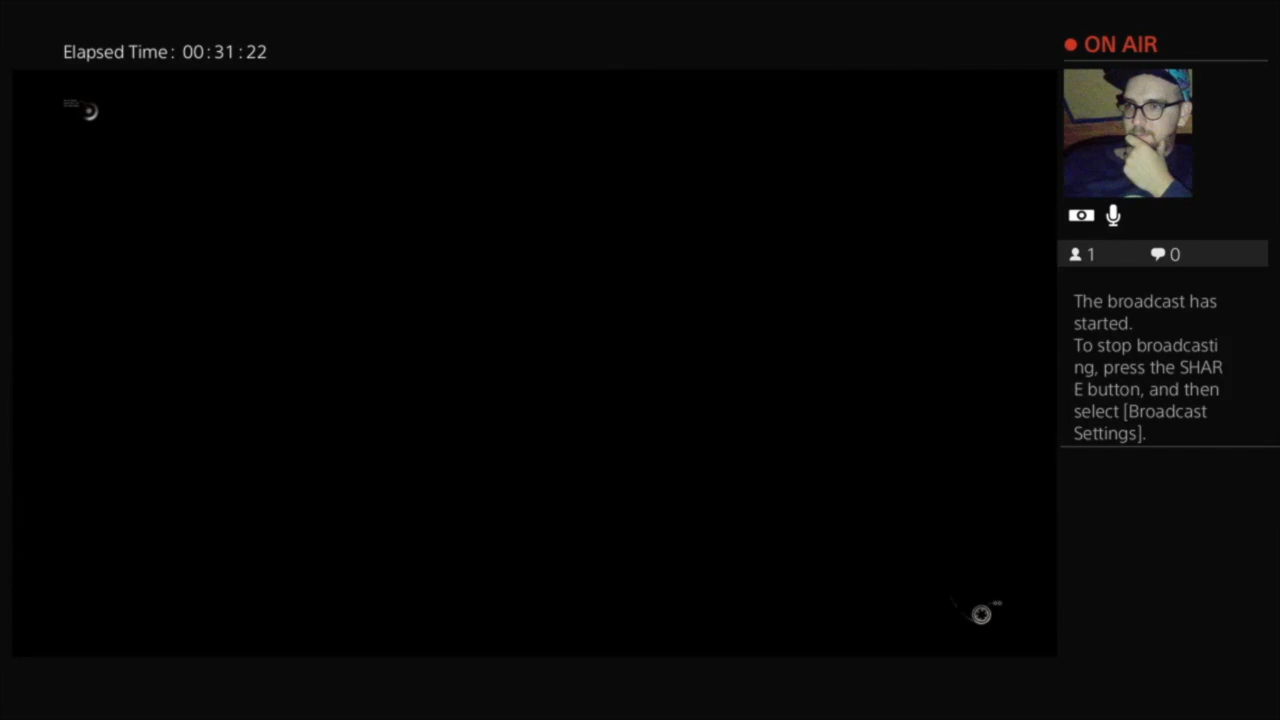 Elapsed Time: 00:31:22
ON AIR
1 0
The broadcast has
started.
To stop broadcasti
ng, press the SHAR
E button, and then
select [Broadcast
Settings].